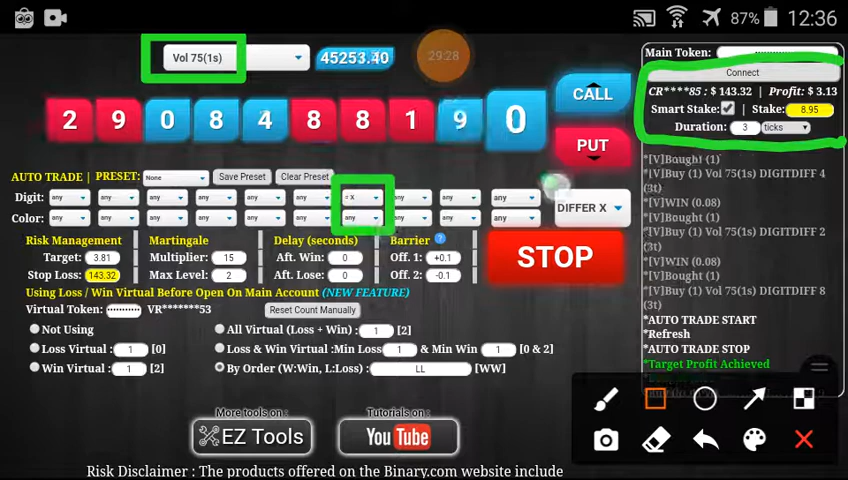 87% 12:36
Vol 75(1s)
45253.40
29:28
2 9 0 8 4 8 8 1 9 0
CALL
PUT
Main Token:
Connect
CR****85 : $ 143.32 | Profit: $ 3.13
Smart Stake: | Stake: 8.95
Duration: 3 ticks
AUTO TRADE | PRESET: None Save Preset Clear Preset
Digit: any any any any any any = X any any any
Color: any any any any any any any any any any
DIFFER X
STOP
Risk Management
Target: 3.81
Stop Loss: 143.32
Martingale
Multiplier: 15
Max Level: 2
Delay (seconds)
Aft. Win: 0
Aft. Loss: 0
Barrier ?
Off. 1: +0.1
Off. 2: -0.1
Using Loss / Win Virtual Before Open On Main Account (NEW FEATURE)
Virtual Token: •••••••••• VR*******53 Reset Count Manually
Not Using
Loss Virtual: 1 [0]
Win Virtual: 1 [2]
All Virtual (Loss + Win) : 1 [2]
Loss & Win Virtual :Min Loss 1 & Min Win 1 [0 & 2]
By Order (W:Win, L:Loss) : LL [WW]
*[V]Bought (1)
*[V]Buy (1) Vol 75(1s) DIGITDIFF 4
(3t)
*[V]WIN (0.08)
*[V]Bought (1)
*[V]Buy (1) Vol 75(1s) DIGITDIFF 2
(3t)
*[V]WIN (0.08)
*[V]Bought (1)
*[V]Buy (1) Vol 75(1s) DIGITDIFF 8
(3t)
*AUTO TRADE START
*Refresh
*AUTO TRADE STOP
*Target Profit Achieved
More tools on :
EZ Tools
Tutorials on :
YouTube
Risk Disclaimer : The products offered on the Binary.com website include